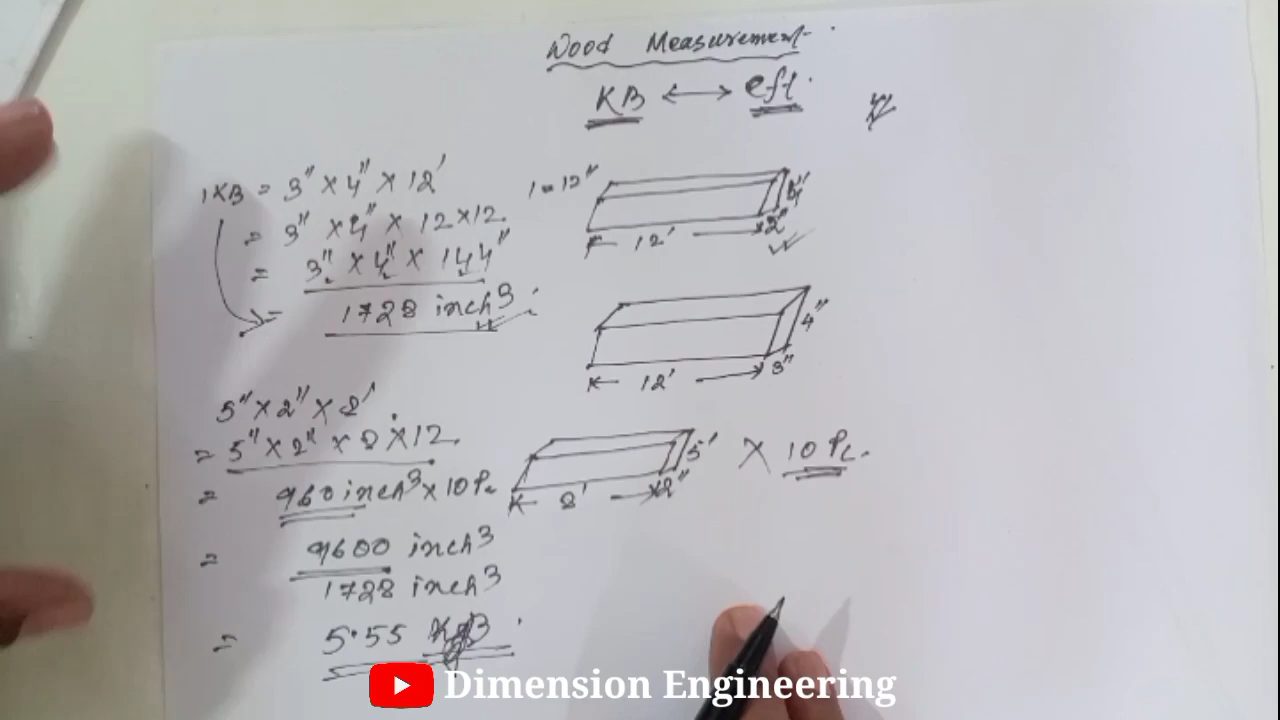 Wood Measurement
KB ↔ cft.
1KB = 3" × 4" × 12'
= 3" × 4" × 12 × 12
= 3" × 4" × 144"
= 1728 inch³
1 = 12"
12'
2"
12'
3"
4"
5" × 2" × 8'
= 5" × 2" × 8 × 12
= 960 inch³ × 10 Pc
8'
2"
5'
× 10 Pc.
= 9600 inch³
1728 inch³
= 5.55 KB
Dimension Engineering